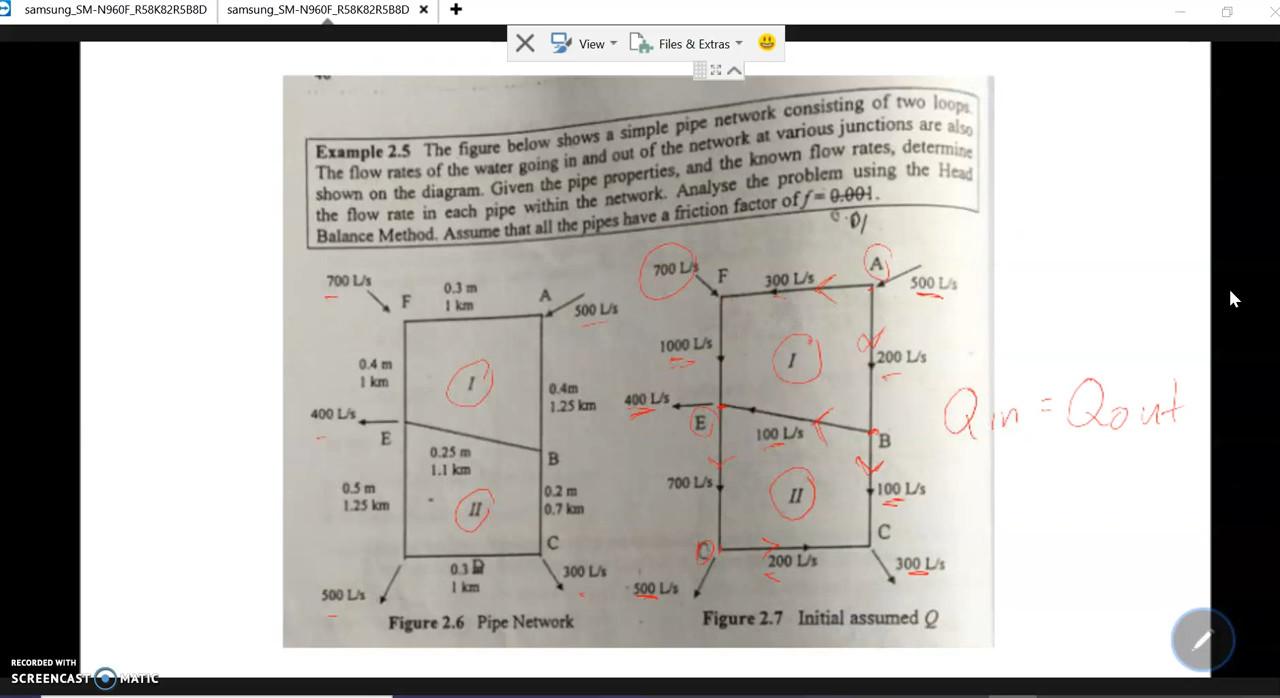 samsung_SM-N960F_R58K82R5B8D
samsung_SM-N960F_R58K82R5B8D
View
Files & Extras
Example 2.5 The figure below shows a simple pipe network consisting of two loops.
The flow rates of the water going in and out of the network at various junctions are also
shown on the diagram. Given the pipe properties, and the known flow rates, determine
the flow rate in each pipe within the network. Analyse the problem using the Head
Balance Method. Assume that all the pipes have a friction factor of f = 0.001.
0.01
700 L/s
F
0.3 m
1 km
A
500 L/s
0.4 m
1 km
I
0.4m
1.25 km
400 L/s
E
0.25 m
1.1 km
B
0.5 m
1.25 km
II
0.2 m
0.7 km
C
0.3
1 km
500 L/s
300 L/s
Figure 2.6 Pipe Network
700 L/s
F
300 L/s
A
500 L/s
1000 L/s
I
200 L/s
400 L/s
E
100 L/s
B
Qin = Qout
700 L/s
II
100 L/s
C
200 L/s
500 L/s
300 L/s
Figure 2.7 Initial assumed Q
RECORDED WITH
SCREENCAST MATIC